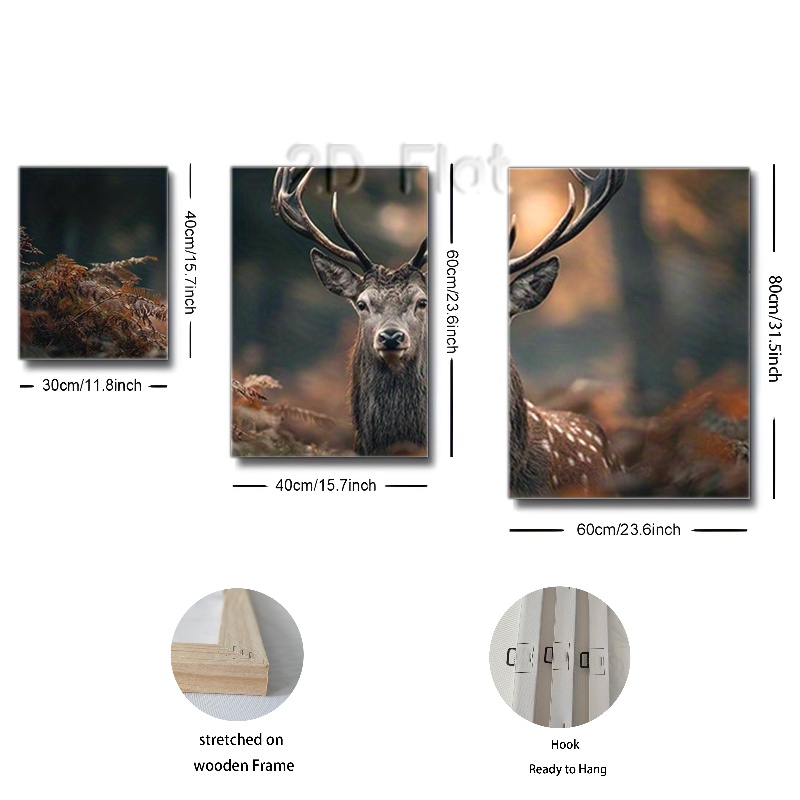 2D Flat
40cm/15.7inch
30cm/11.8inch
60cm/23.6inch
40cm/15.7inch
80cm/31.5inch
60cm/23.6inch
stretched on
wooden Frame
Hook
Ready to Hang